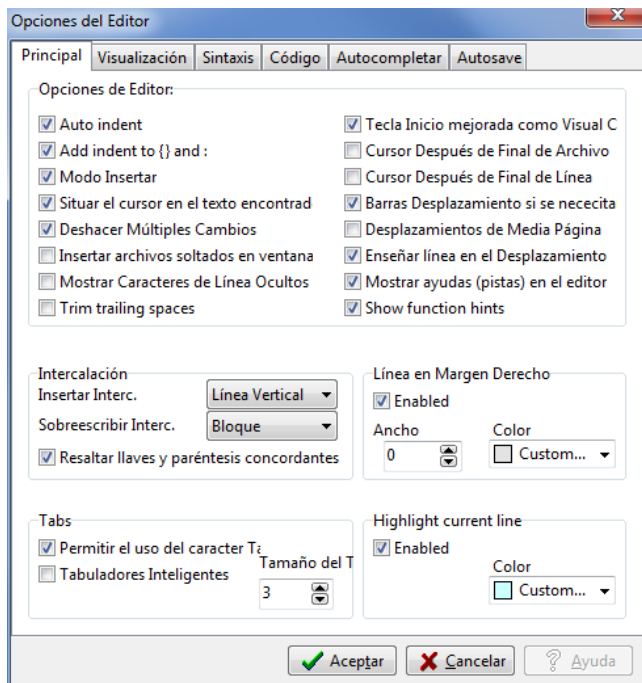 Opciones del Editor
Principal Visualización Sintaxis Código Autocompletar Autosave
Opciones de Editor:
Auto indent
Add indent to {} and :
Modo Insertar
Situar el cursor en el texto encontrad
Deshacer Múltiples Cambios
Insertar archivos soltados en ventana
Mostrar Caracteres de Línea Ocultos
Trim trailing spaces
Tecla Inicio mejorada como Visual C
Cursor Después de Final de Archivo
Cursor Después de Final de Línea
Barras Desplazamiento si se nececita
Desplazamientos de Media Página
Enseñar línea en el Desplazamiento
Mostrar ayudas (pistas) en el editor
Show function hints
Intercalación
Insertar Interc. Línea Vertical
Sobreescribir Interc. Bloque
Resaltar llaves y paréntesis concordantes
Línea en Margen Derecho
Enabled
Ancho Color
0 Custom...
Tabs
Permitir el uso del caracter Ta
Tabuladores Inteligentes
Tamaño del T
3
Highlight current line
Enabled
Color
Custom...
Aceptar Cancelar Ayuda